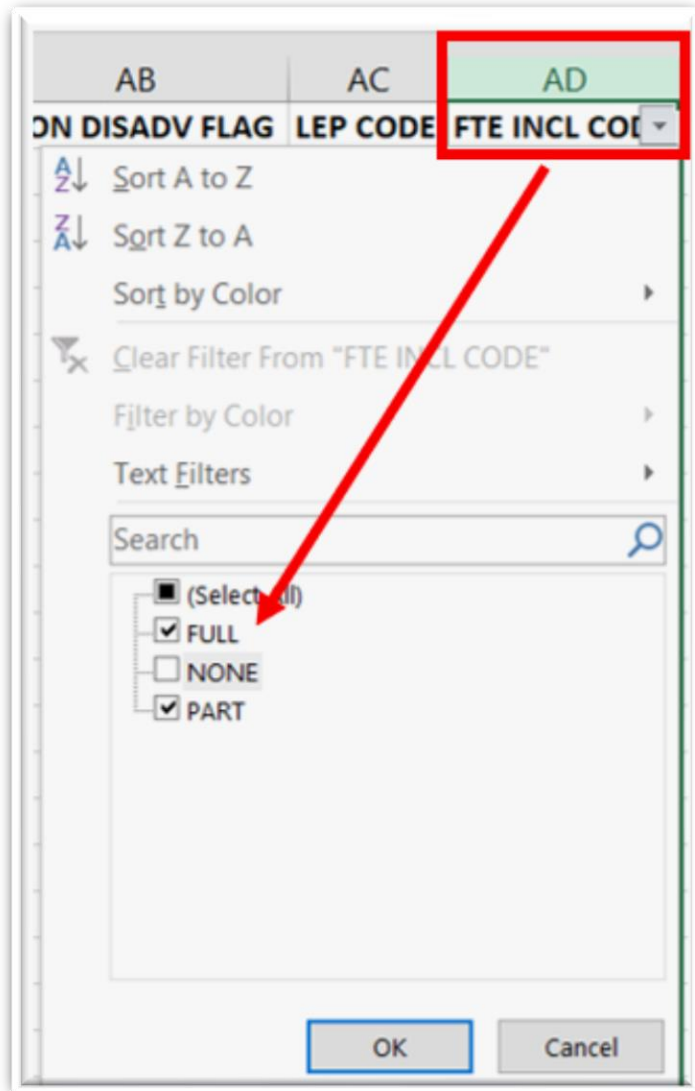 AB AC AD
ON DISADV FLAG LEP CODE FTE INCL COD
Sort A to Z
Sort Z to A
Sort by Color
Clear Filter From "FTE INCL CODE"
Filter by Color
Text Filters
Search
(Select All)
FULL
NONE
PART
OK Cancel